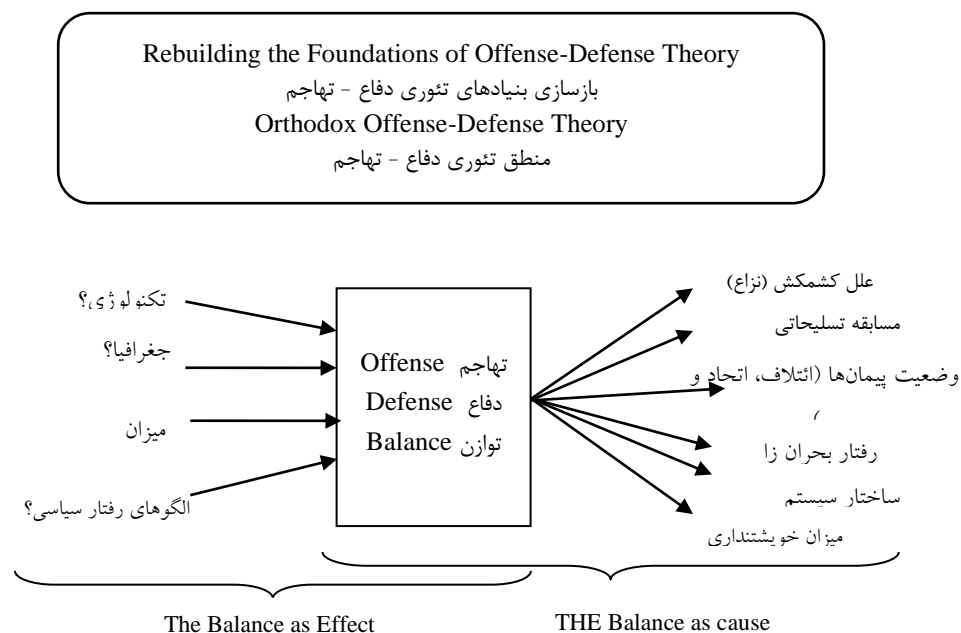 Rebuilding the Foundations of Offense-Defense Theory
بازسازی بنیادهای تئوری دفاع - تهاجم
Orthodox Offense-Defense Theory
منطق تئوری دفاع - تهاجم
تکنولوژی؟
جغرافیا؟
میزان
الگوهای رفتار سیاسی؟
تهاجم Offense
دفاع Defense
توازن Balance
علل کشمکش (نزاع)
مسابقه تسلیحاتی
وضعیت پیمان‌ها (ائتلاف، اتحاد و
رفتار بحران زا
ساختار سیستم
میزان خویشتنداری
The Balance as Effect
THE Balance as cause